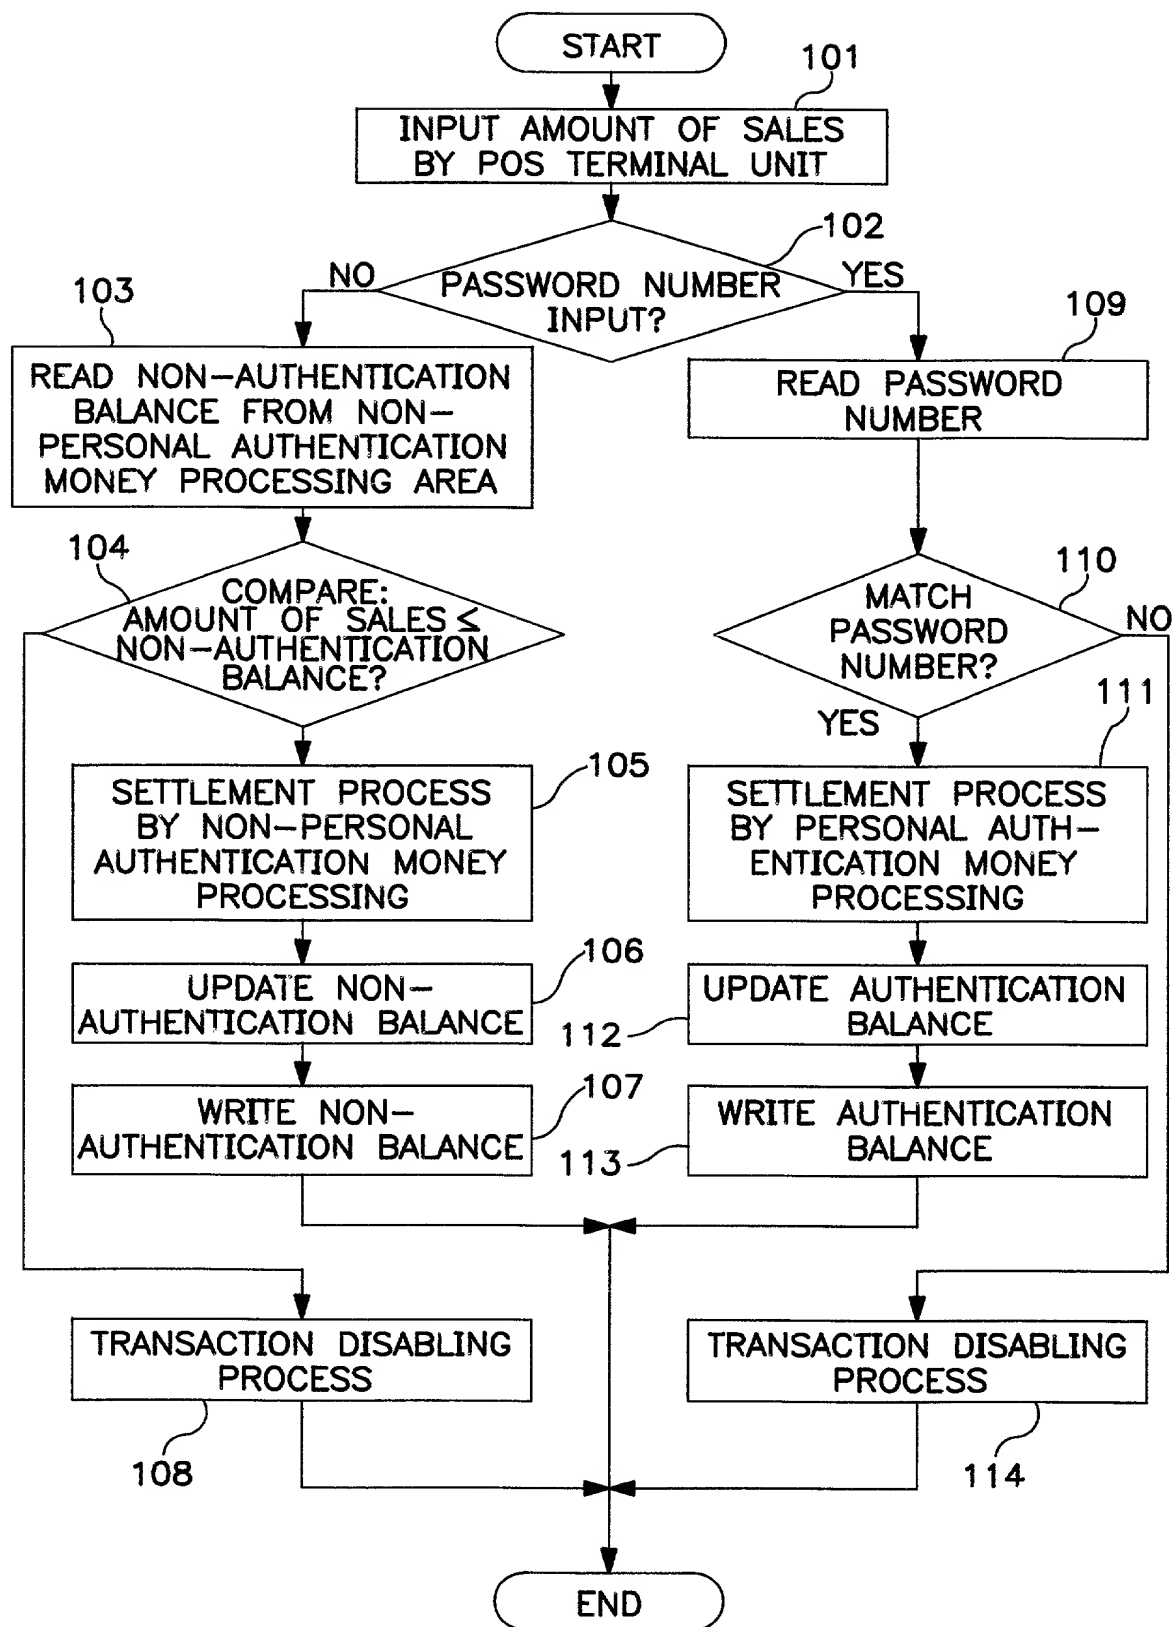 START
101
INPUT AMOUNT OF SALES
BY POS TERMINAL UNIT
102
NO
YES
PASSWORD NUMBER
INPUT?
103
109
READ NON-AUTHENTICATION
BALANCE FROM NON-
PERSONAL AUTHENTICATION
MONEY PROCESSING AREA
READ PASSWORD
NUMBER
104
COMPARE:
AMOUNT OF SALES ≤
NON-AUTHENTICATION
BALANCE?
110
MATCH
PASSWORD
NUMBER?
NO
YES
111
105
SETTLEMENT PROCESS
BY NON-PERSONAL
AUTHENTICATION MONEY
PROCESSING
SETTLEMENT PROCESS
BY PERSONAL AUTH-
ENTICATION MONEY
PROCESSING
106
UPDATE NON-
AUTHENTICATION BALANCE
UPDATE AUTHENTICATION
BALANCE
112
107
WRITE NON-
AUTHENTICATION BALANCE
WRITE AUTHENTICATION
BALANCE
113
TRANSACTION DISABLING
PROCESS
TRANSACTION DISABLING
PROCESS
108
114
END